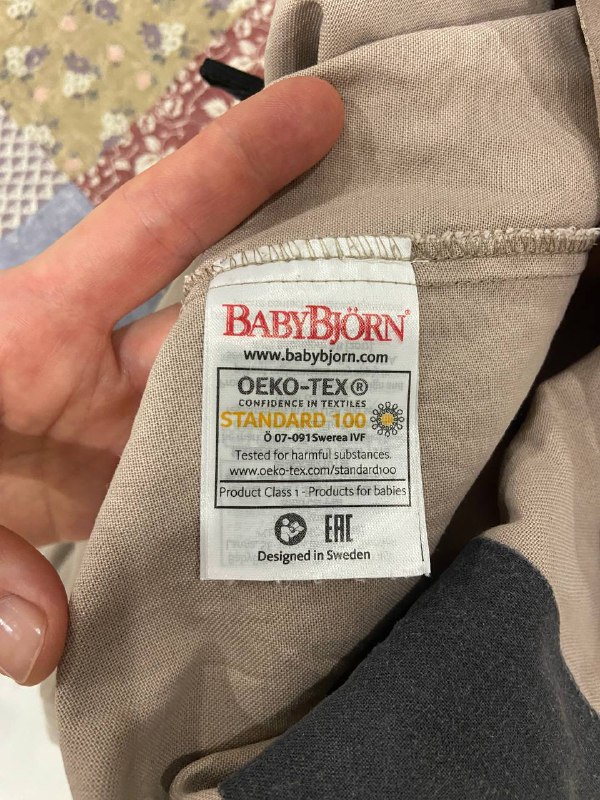 BABYBJÖRN®
www.babybjorn.com
OEKO-TEX®
CONFIDENCE IN TEXTILES
STANDARD 100
Ö 07-091 Swerea IVF
Tested for harmful substances.
www.oeko-tex.com/standard100
Product Class 1 - Products for babies
EAC
Designed in Sweden